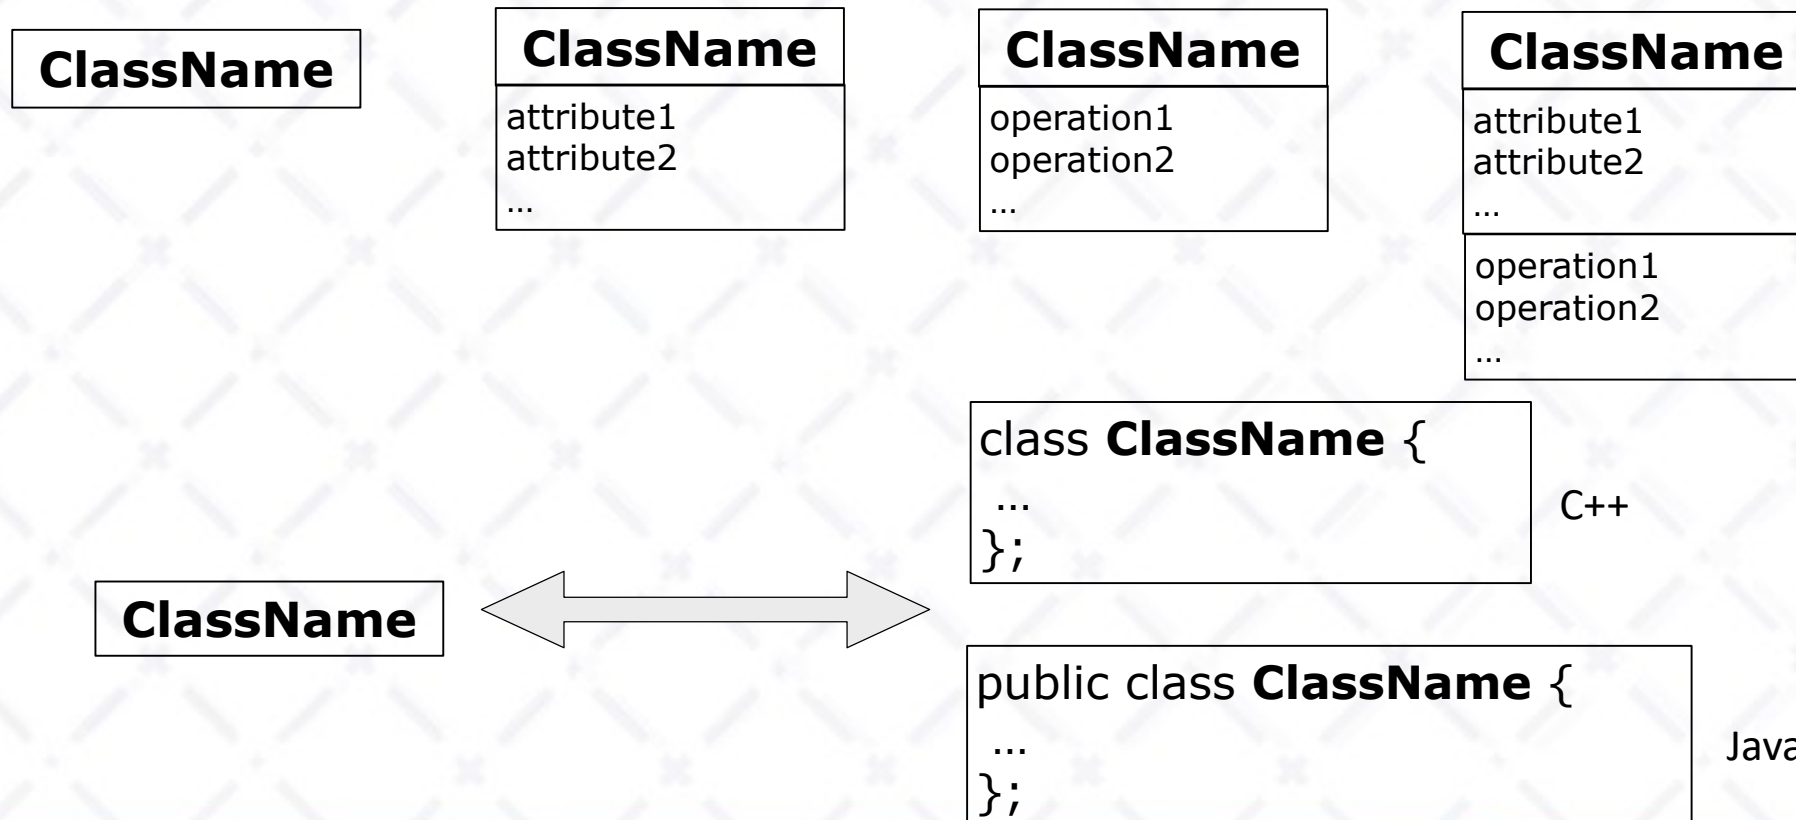 ClassName
ClassName
attribute1
attribute2
...
ClassName
operation1
operation2
...
ClassName
attribute1
attribute2
...
operation1
operation2
...
class ClassName {
...
};
C++
ClassName
public class ClassName {
...
};
Java